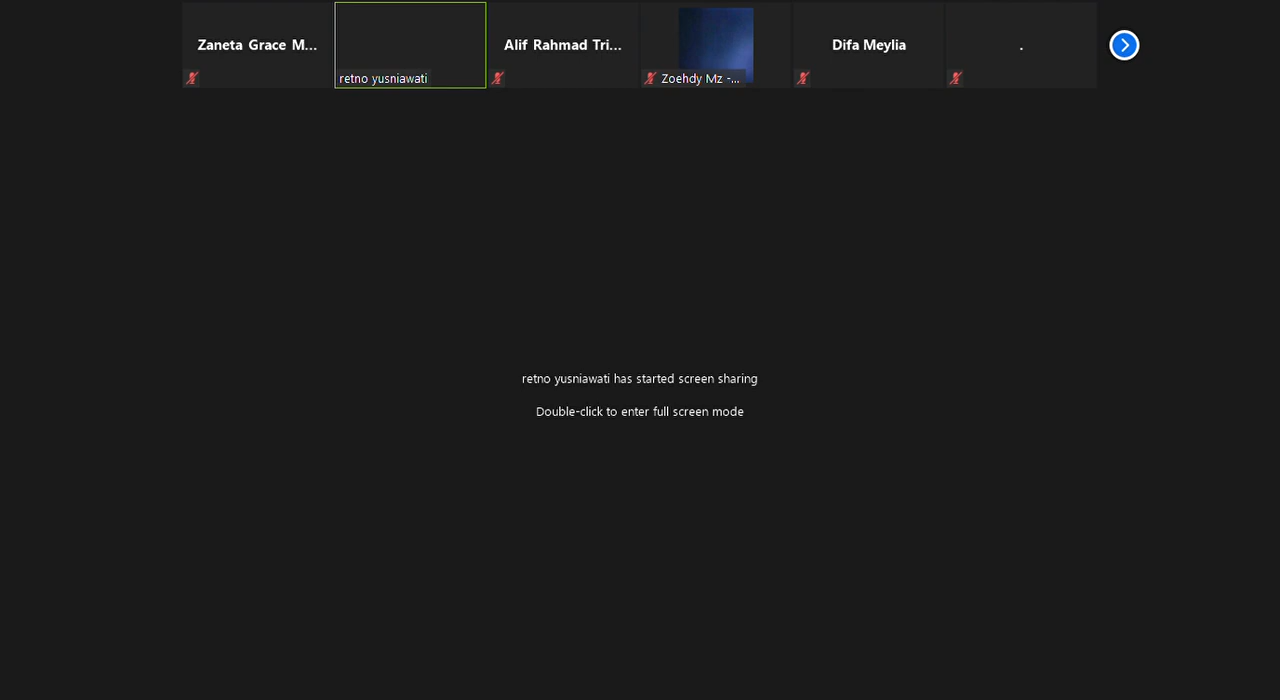 Zaneta Grace M...
retno yusniawati
Alif Rahmad Tri...
Zoehdy Mz -...
Difa Meylia
.
retno yusniawati has started screen sharing
Double-click to enter full screen mode